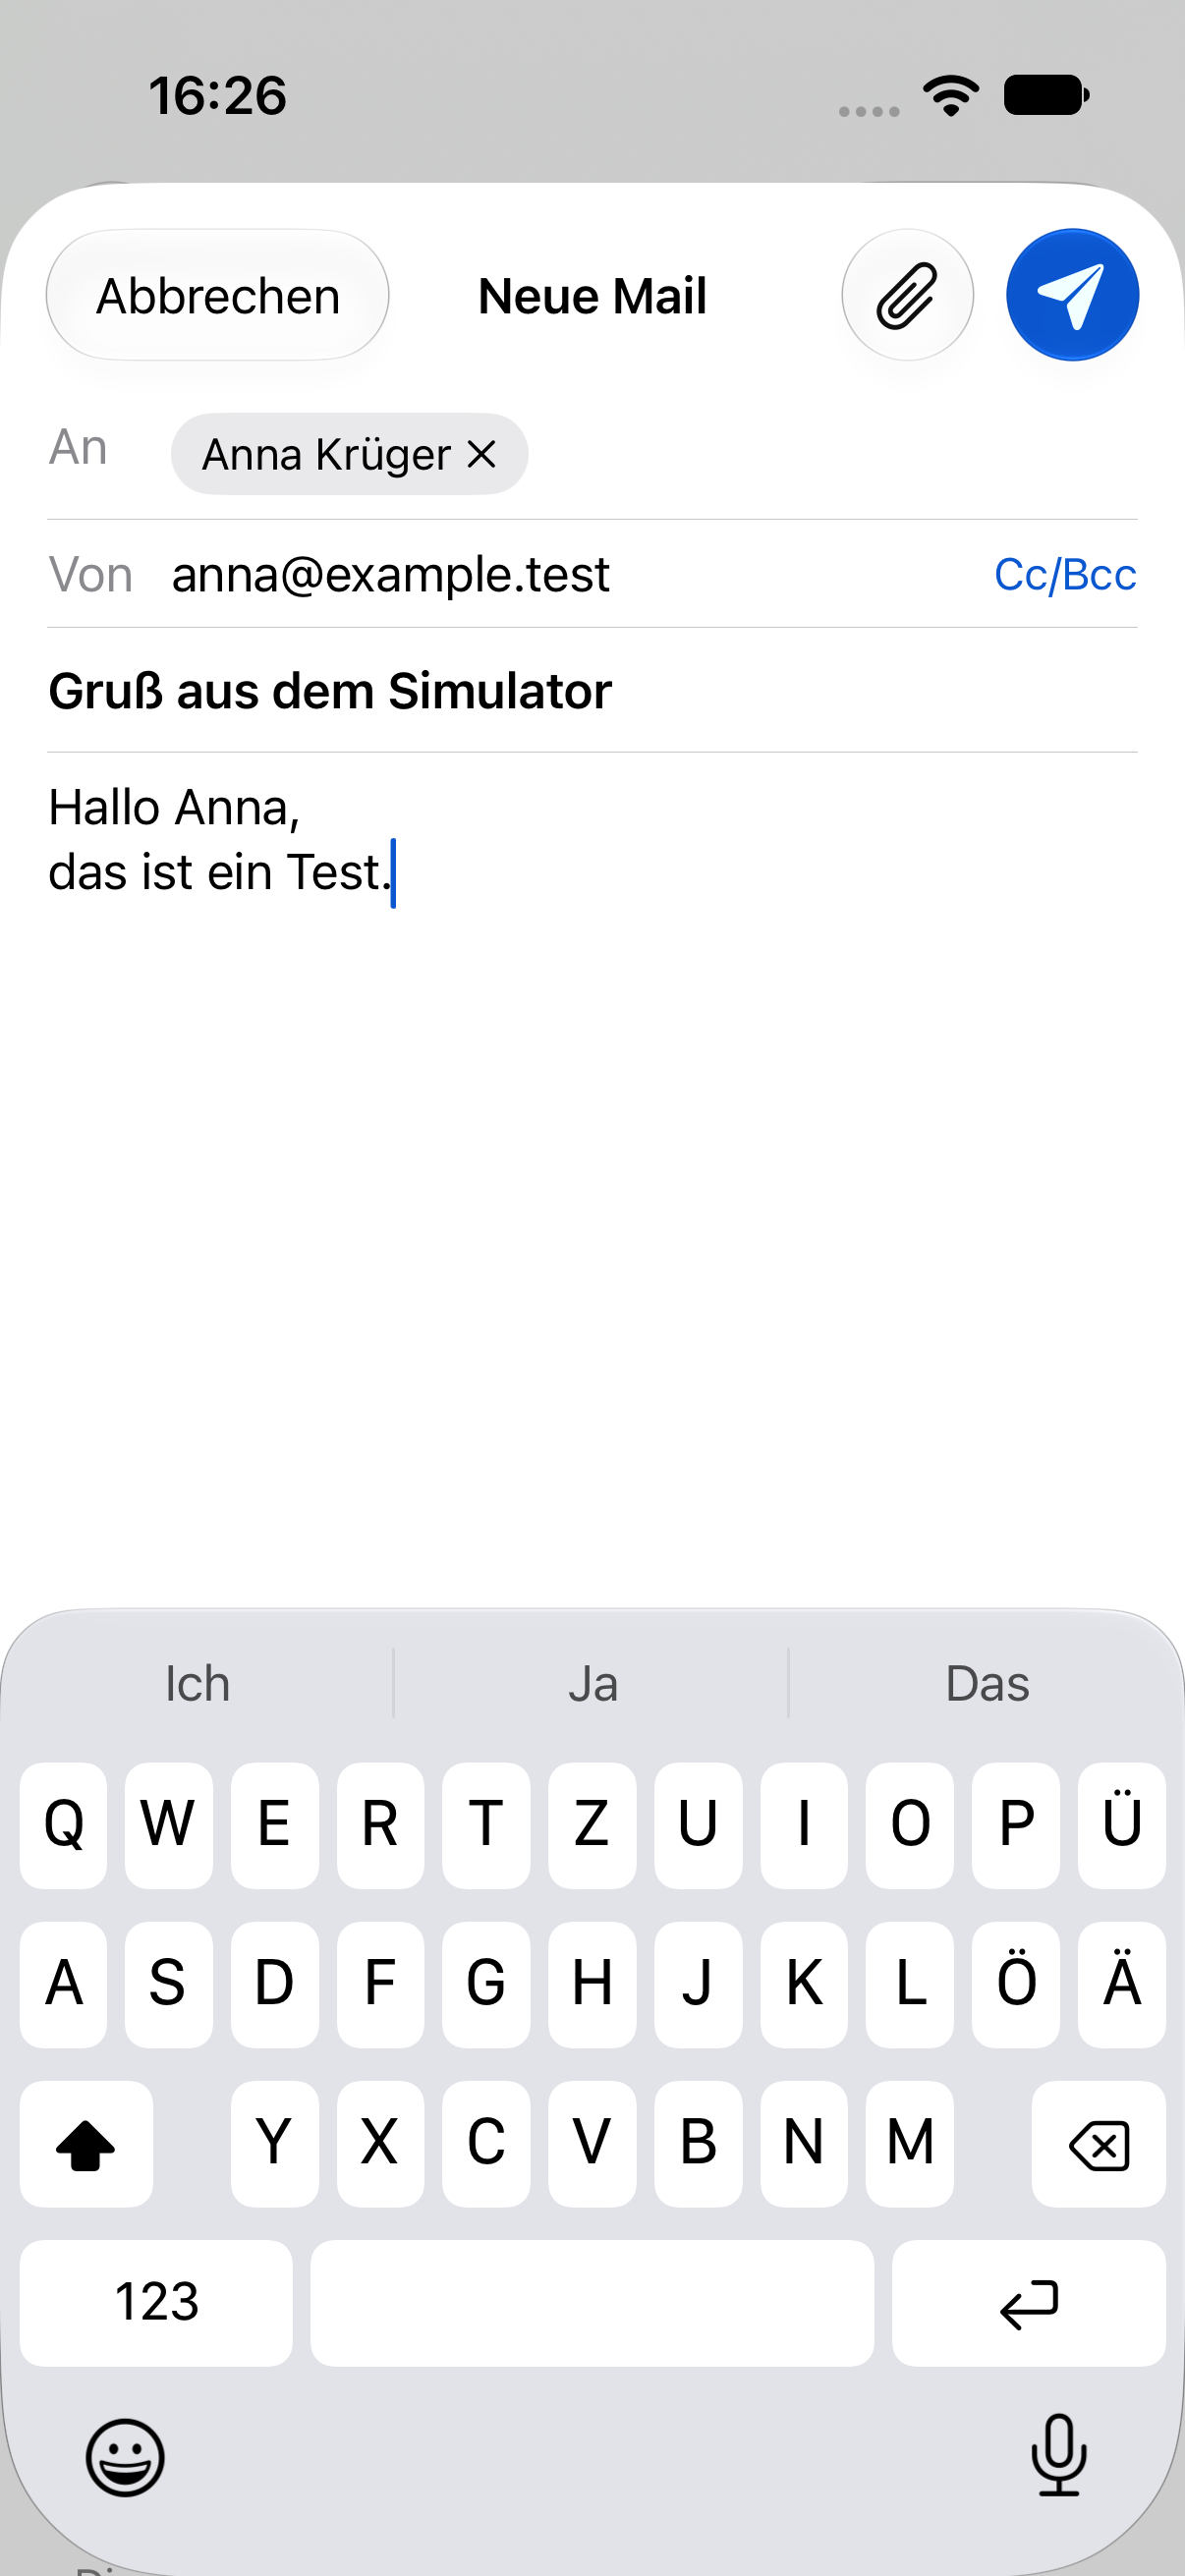 16:26
Abbrechen Neue Mail
An Anna Krüger
Von anna@example.test Cc/Bcc
Gruß aus dem Simulator
Hallo Anna,
das ist ein Test.
Ich Ja Das
Q W E R T Z U I O P Ü
A S D F G H J K L Ö Ä
Y X C V B N M
123